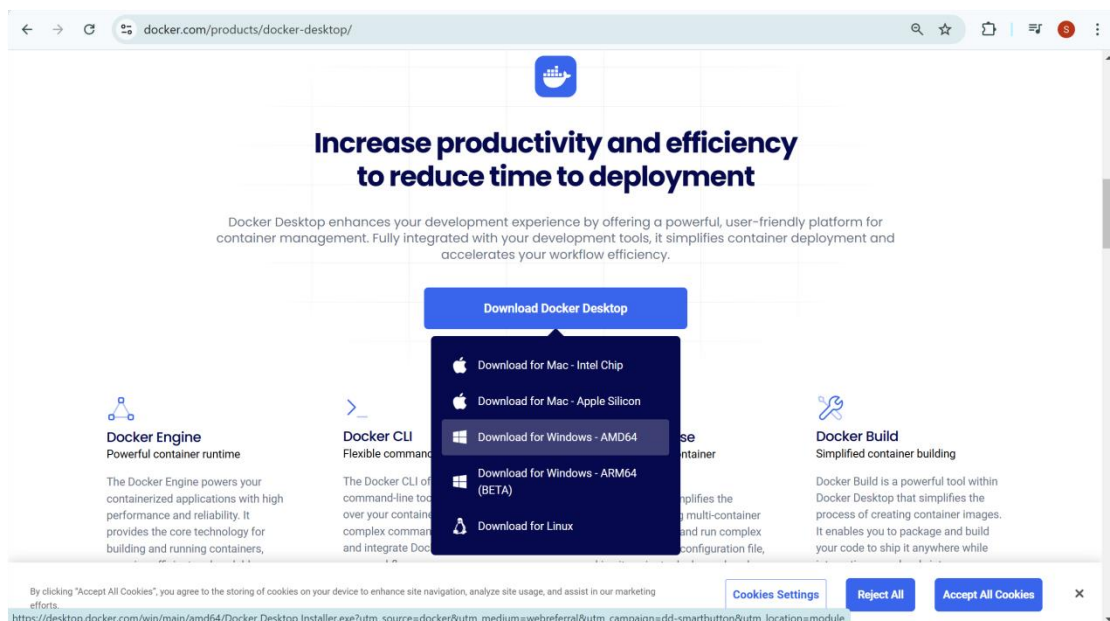 docker.com/products/docker-desktop/
S
Increase productivity and efficiency
to reduce time to deployment
Docker Desktop enhances your development experience by offering a powerful, user-friendly platform for
container management. Fully integrated with your development tools, it simplifies container deployment and
accelerates your workflow efficiency.
Download Docker Desktop
Download for Mac - Intel Chip
Download for Mac - Apple Silicon
Download for Windows - AMD64
Download for Windows - ARM64
(BETA)
Download for Linux
Docker Engine
Powerful container runtime
The Docker Engine powers your
containerized applications with high
performance and reliability. It
provides the core technology for
building and running containers,
Docker CLI
Flexible command
The Docker CLI of
command-line too
over your containe
complex comman
and integrate Doc
se
ntainer
mplifies the
g multi-container
and run complex
configuration file,
Docker Build
Simplified container building
Docker Build is a powerful tool within
Docker Desktop that simplifies the
process of creating container images.
It enables you to package and build
your code to ship it anywhere while
By clicking "Accept All Cookies", you agree to the storing of cookies on your device to enhance site navigation, analyze site usage, and assist in our marketing
efforts.
Cookies Settings
Reject All
Accept All Cookies
https://desktop.docker.com/win/main/amd64/Docker Desktop Installer.exe?utm_source=docker&utm_medium=webreferral&utm_campaign=dd-smartbutton&utm_location=module